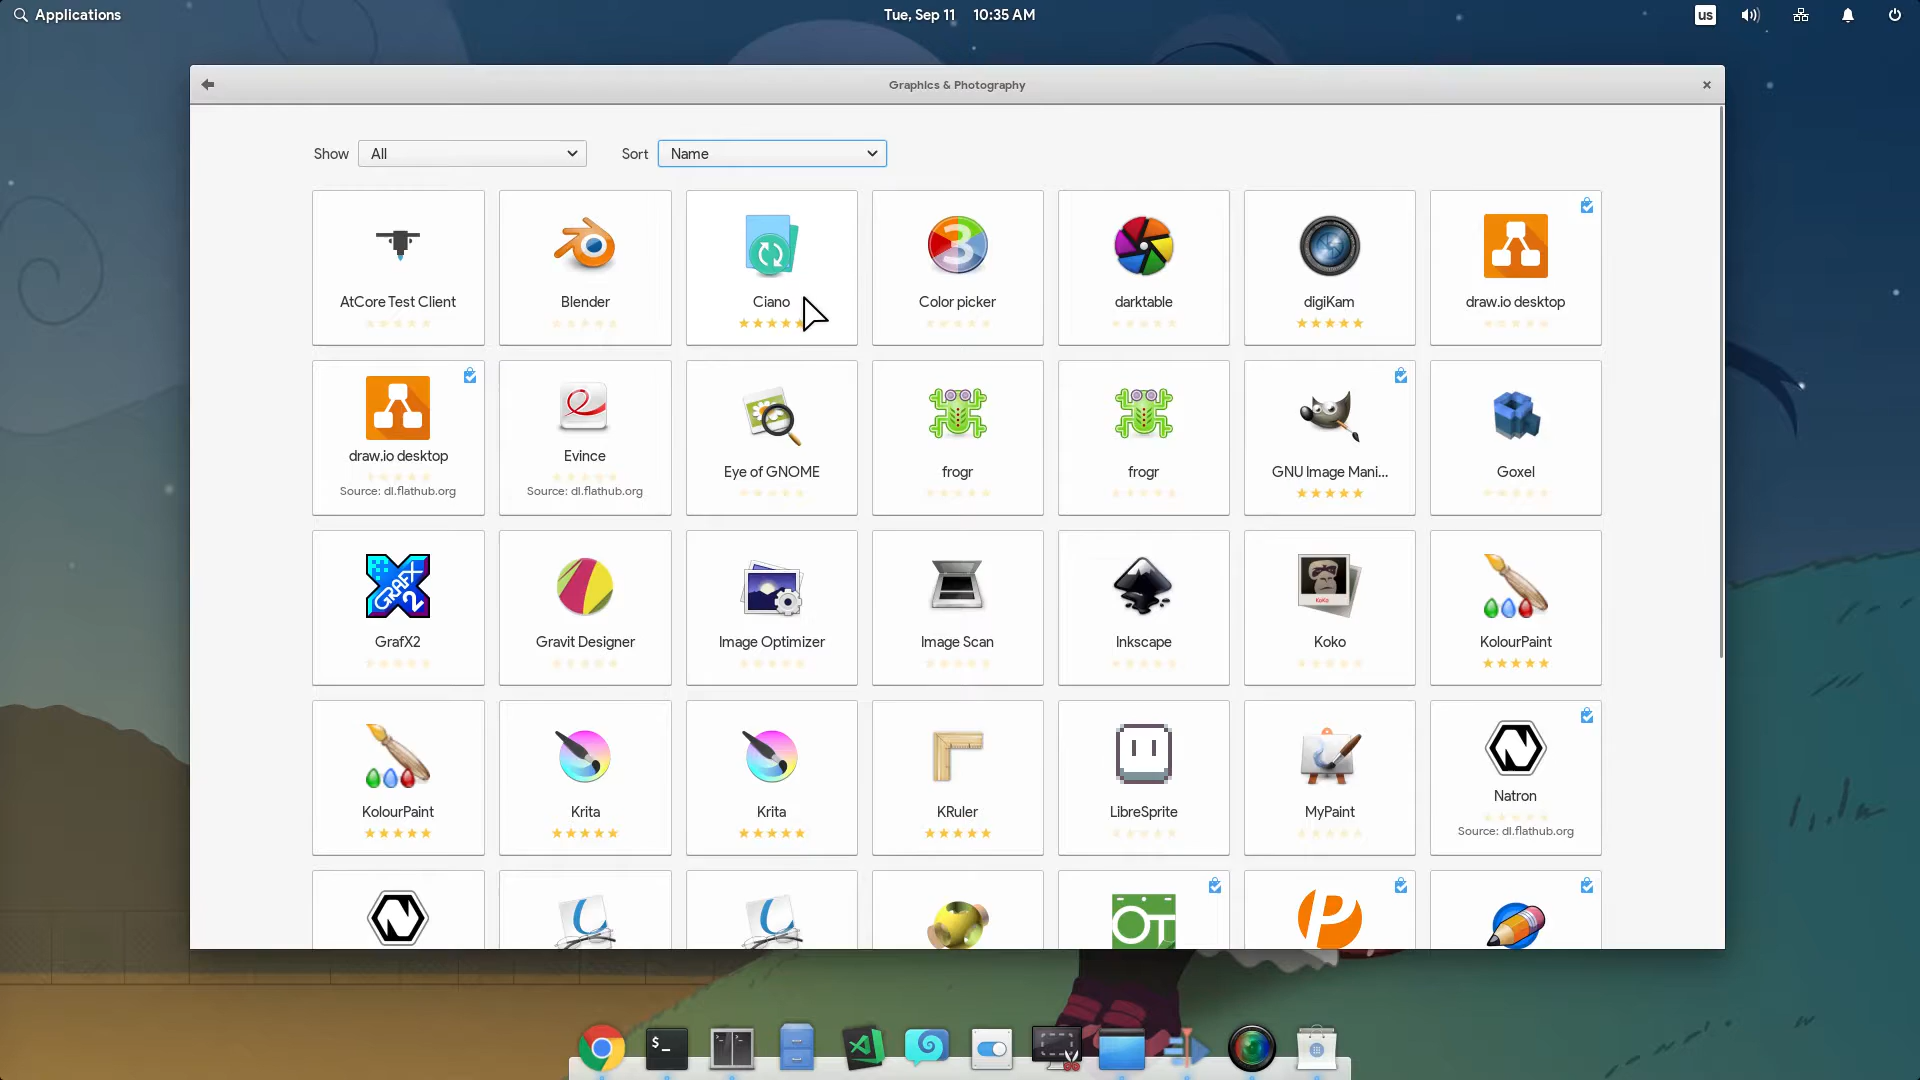 Applications
Tue, Sep 11 10:35 AM
us
Graphics & Photography
Show All Sort Name
AtCore Test Client
Blender
Ciano
Color picker
darktable
digiKam
draw.io desktop
draw.io desktop
Source: dl.flathub.org
Evince
Source: dl.flathub.org
Eye of GNOME
frogr
frogr
GNU Image Mani...
Goxel
GrafX2
Gravit Designer
Image Optimizer
Image Scan
Inkscape
Koko
KolourPaint
KolourPaint
Krita
Krita
KRuler
LibreSprite
MyPaint
Natron
Source: dl.flathub.org